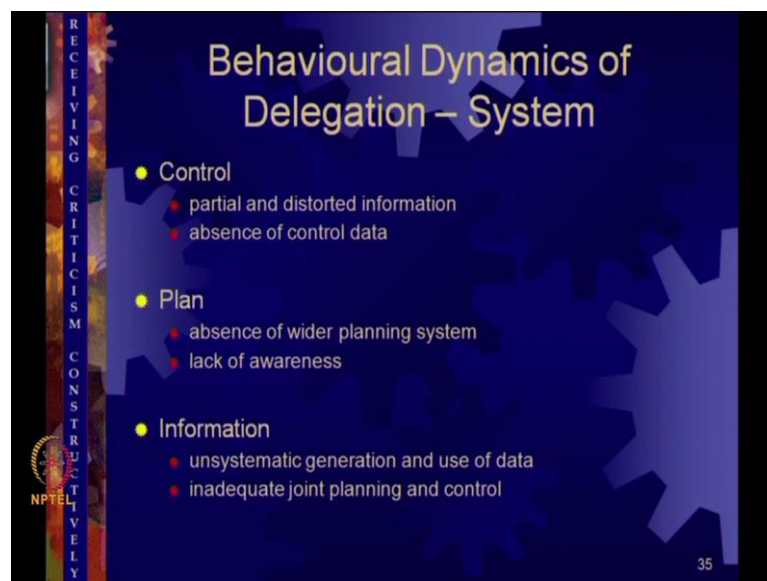 RECEIVING CRITICISM CONSTRUCTIVELY
Behavioural Dynamics of
Delegation – System
Control
partial and distorted information
absence of control data
Plan
absence of wider planning system
lack of awareness
Information
unsystematic generation and use of data
inadequate joint planning and control
NPTEL
35